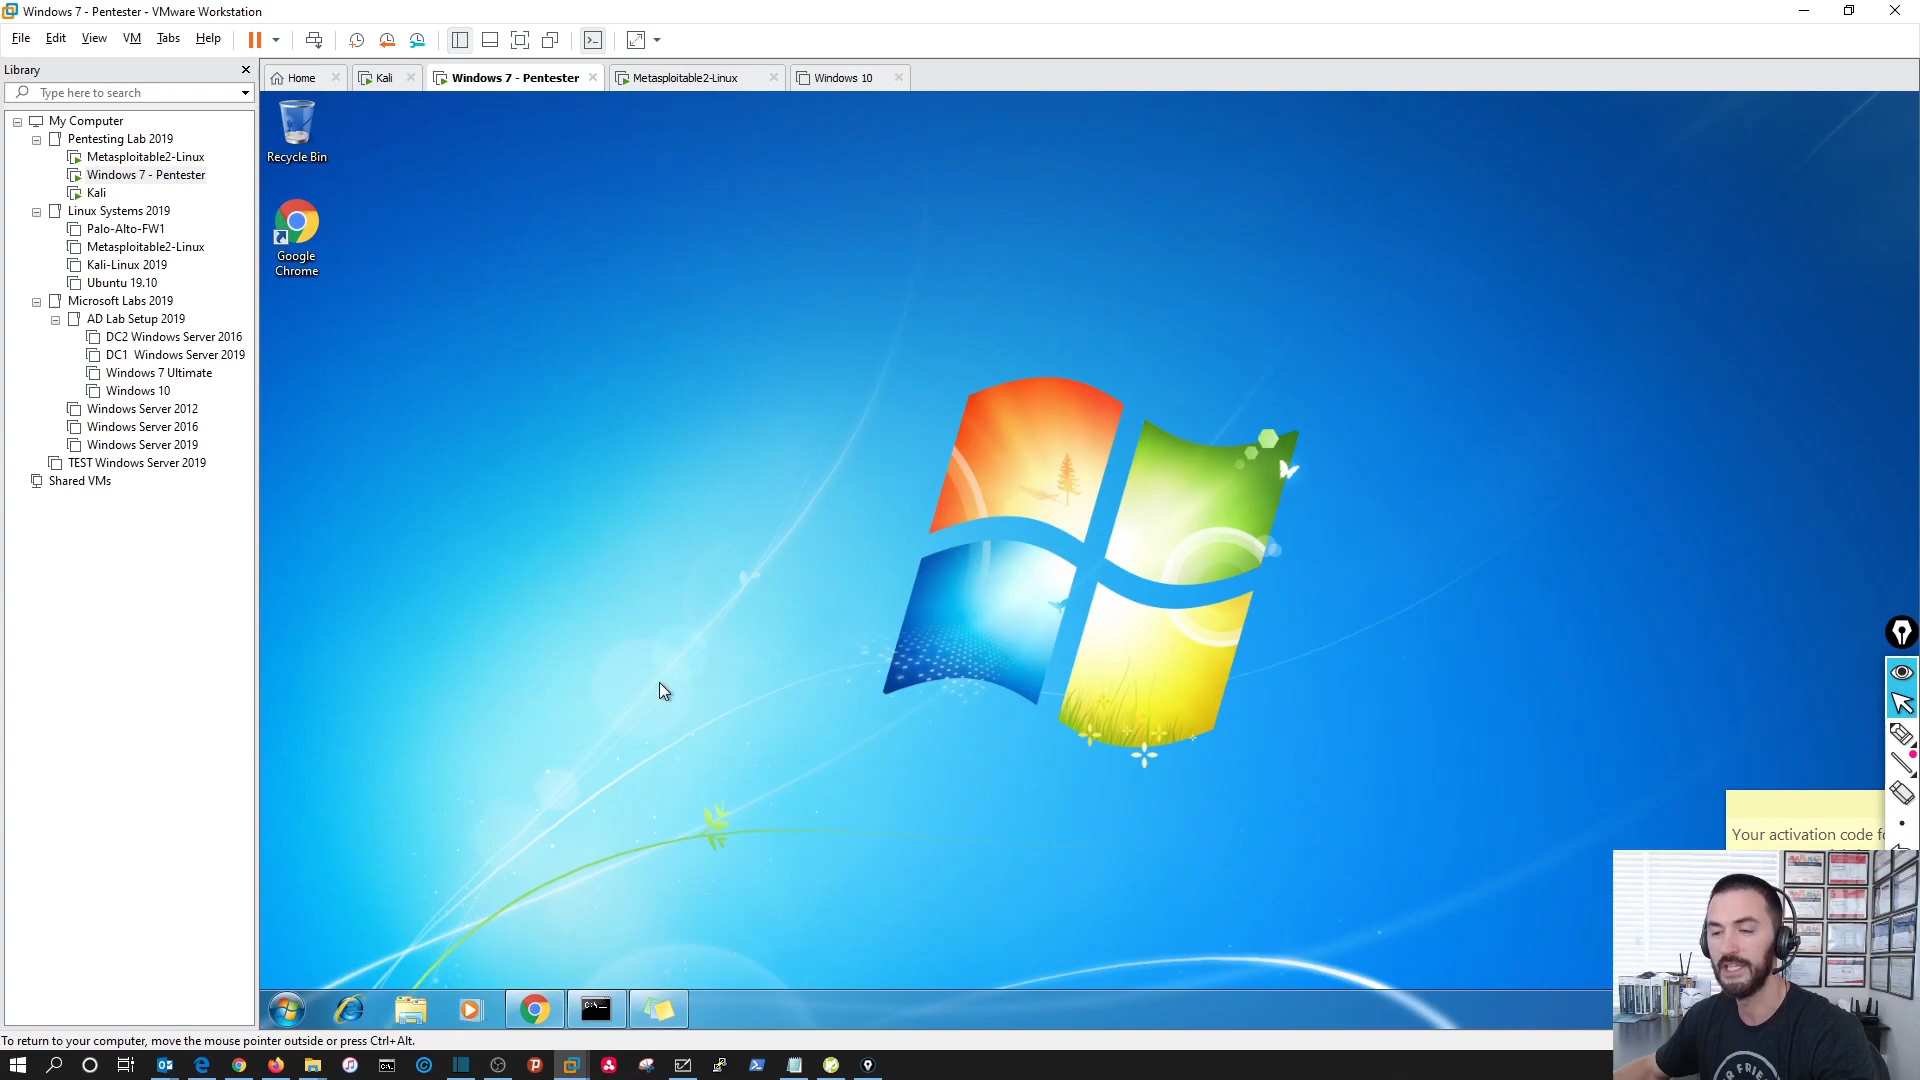 Windows 7 - Pentester - VMware Workstation
File Edit View VM Tabs Help
Library
Type here to search
Home
Kali
Windows 7 - Pentester
Metasploitable2-Linux
Windows 10
My Computer
Pentesting Lab 2019
Metasploitable2-Linux
Windows 7 - Pentester
Kali
Linux Systems 2019
Palo-Alto-FW1
Metasploitable2-Linux
Kali-Linux 2019
Ubuntu 19.10
Microsoft Labs 2019
AD Lab Setup 2019
DC2 Windows Server 2016
DC1 Windows Server 2019
Windows 7 Ultimate
Windows 10
Windows Server 2012
Windows Server 2016
Windows Server 2019
TEST Windows Server 2019
Shared VMs
Recycle Bin
Google
Chrome
Your activation code
To return to your computer, move the mouse pointer outside or press Ctrl+Alt.